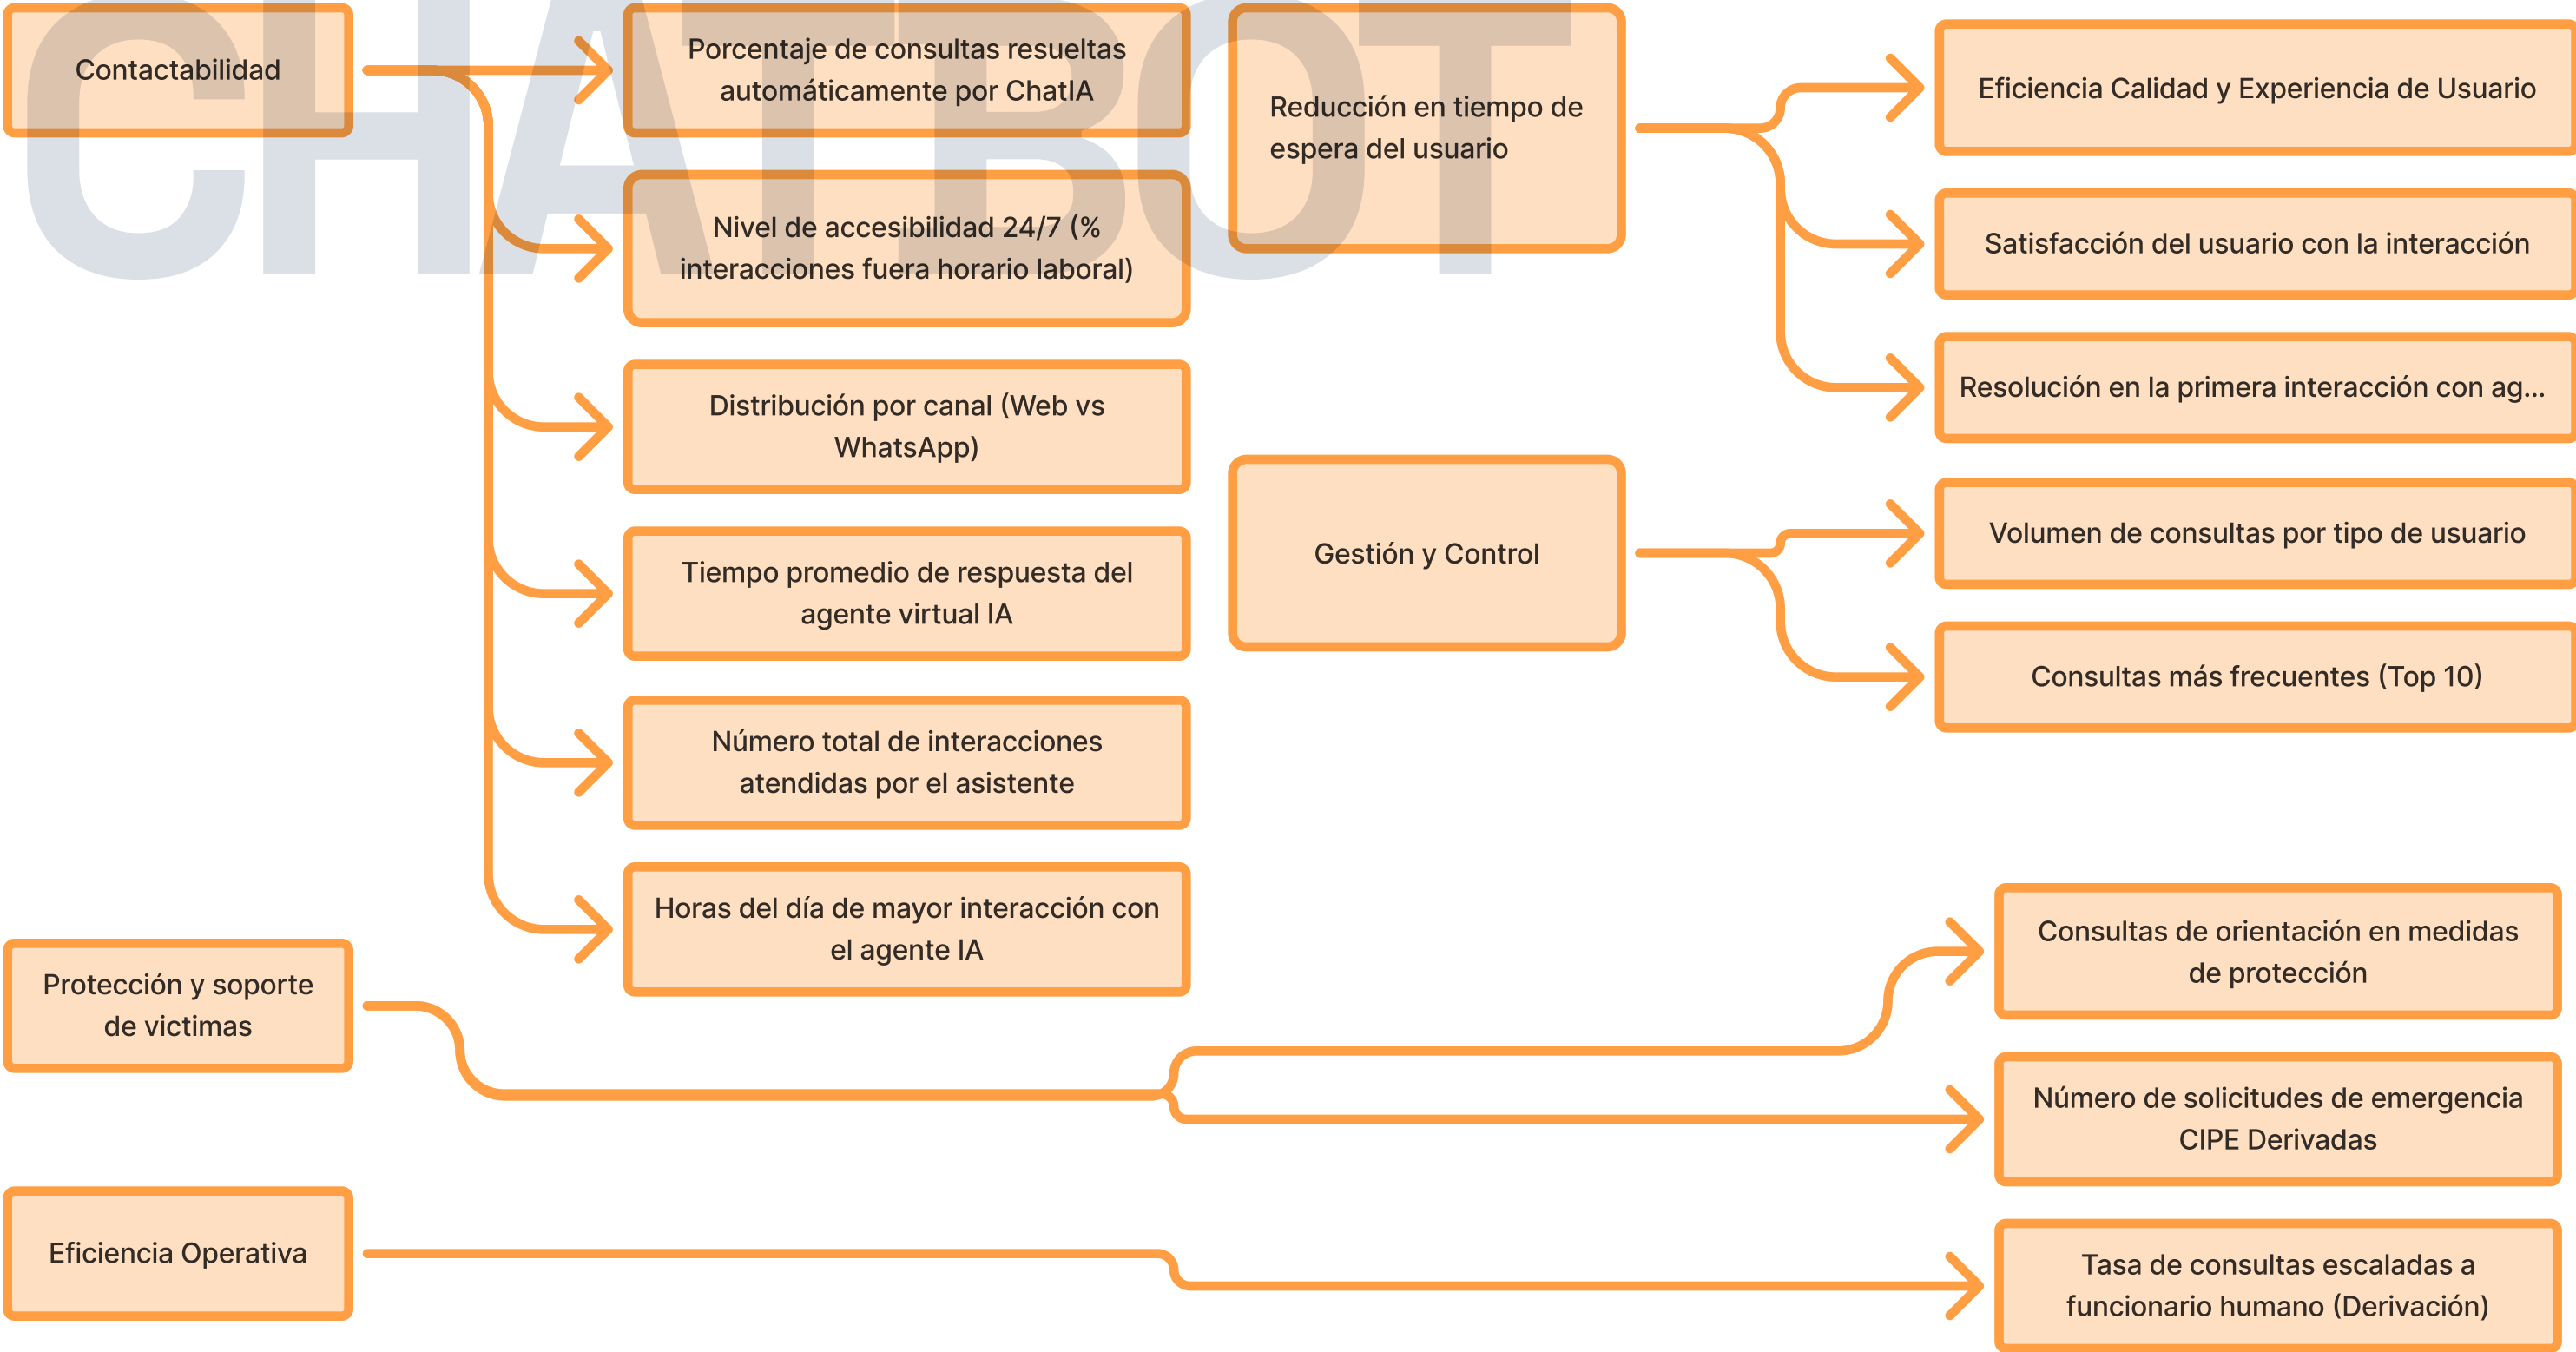 CHATBOT
Contactabilidad
Porcentaje de consultas resueltas
automáticamente por ChatIA
Nivel de accesibilidad 24/7 (%
interacciones fuera horario laboral)
Distribución por canal (Web vs
WhatsApp)
Tiempo promedio de respuesta del
agente virtual IA
Número total de interacciones
atendidas por el asistente
Horas del día de mayor interacción con
el agente IA
Reducción en tiempo de
espera del usuario
Eficiencia Calidad y Experiencia de Usuario
Satisfacción del usuario con la interacción
Resolución en la primera interacción con ag...
Gestión y Control
Volumen de consultas por tipo de usuario
Consultas más frecuentes (Top 10)
Protección y soporte
de victimas
Consultas de orientación en medidas
de protección
Número de solicitudes de emergencia
CIPE Derivadas
Eficiencia Operativa
Tasa de consultas escaladas a
funcionario humano (Derivación)